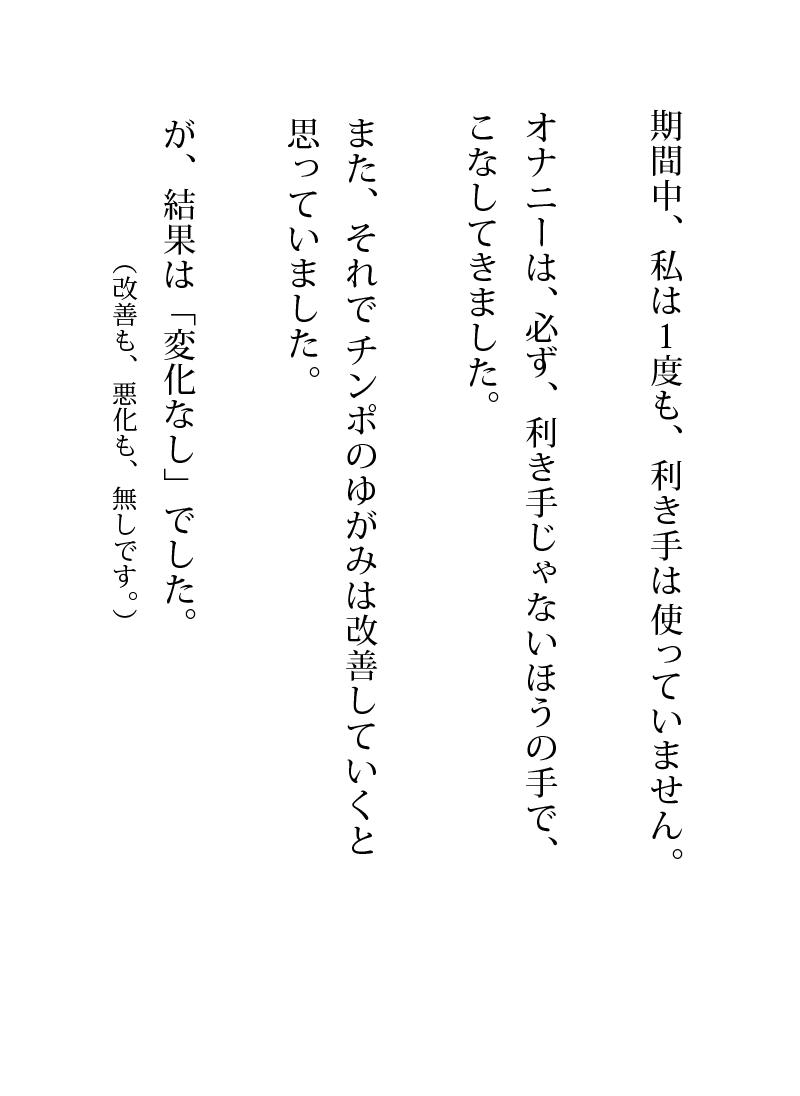 期間中、私は1度も、利き手は使っていません。
オナニーは、必ず、利き手じゃないほうの手で、
こなしてきました。
また、それでチンポのゆがみは改善していくと
思っていました。
が、結果は「変化なし」でした。
（改善も、悪化も、無しです。）